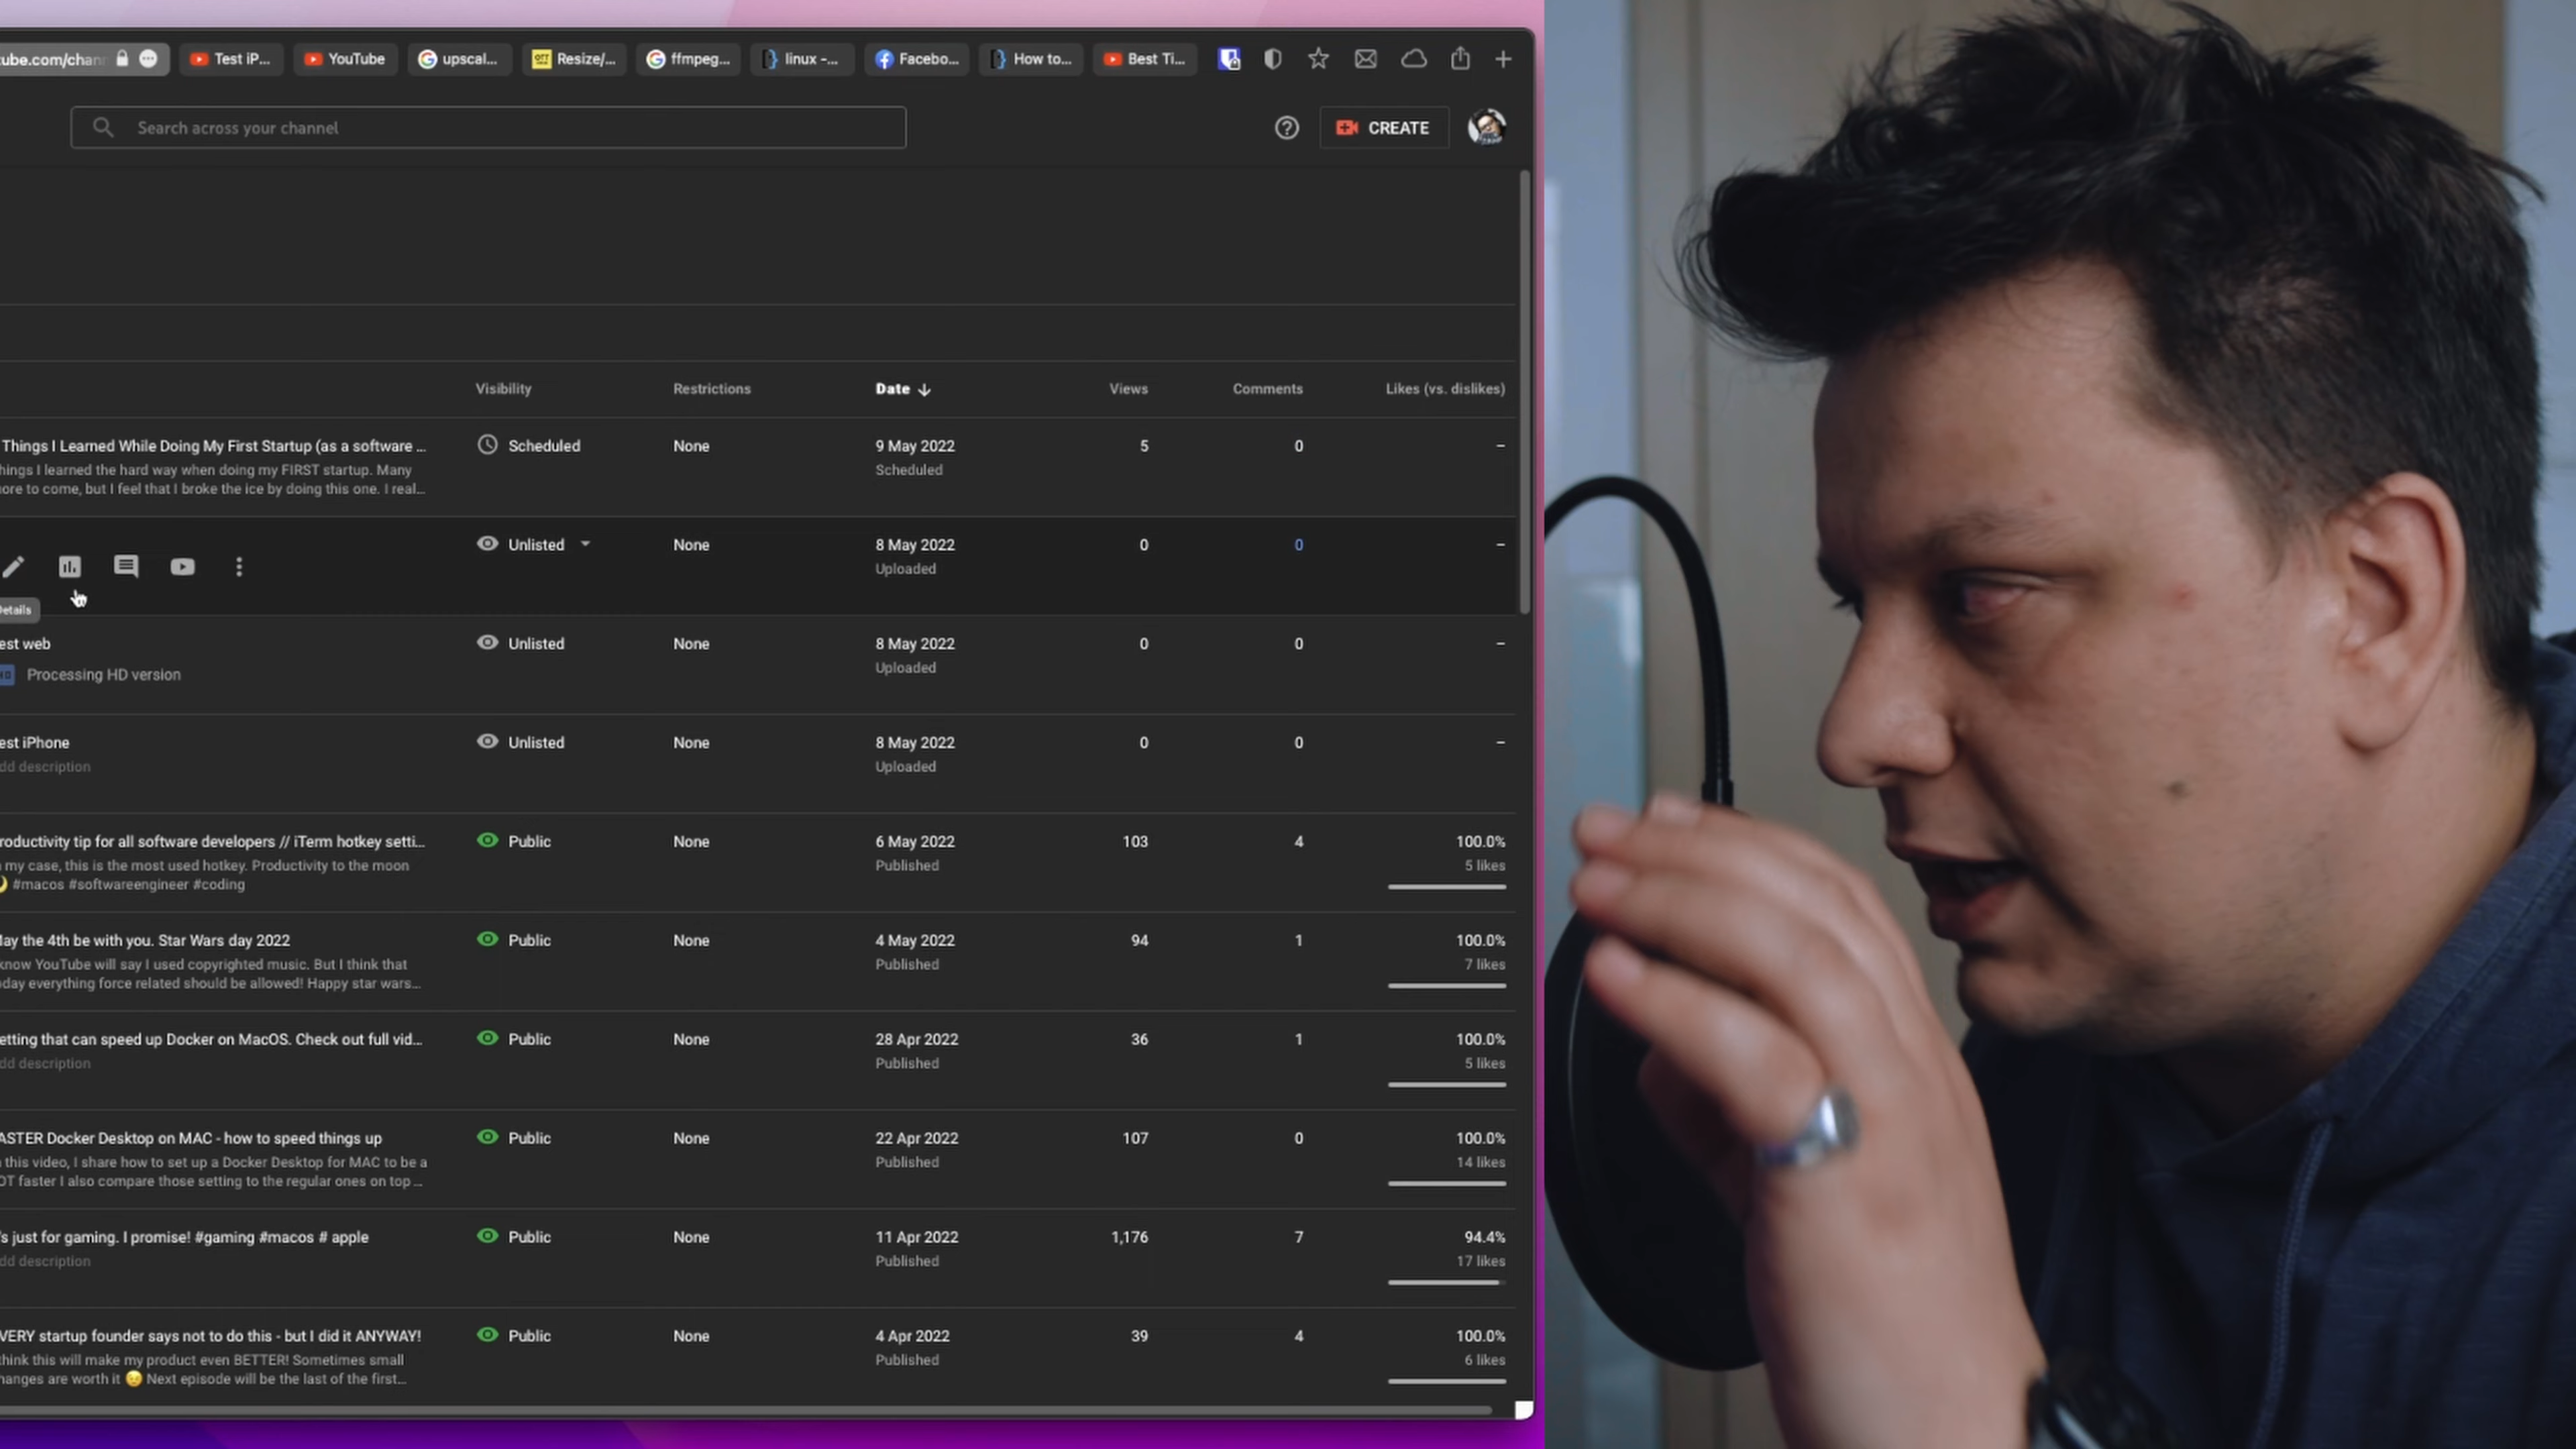 tube.com/chan
Test iP...
YouTube
upscal...
Resize/...
ffmpeg...
linux -...
Facebo...
How to...
Best Ti...
Search across your channel
CREATE
Visibility
Restrictions
Date
Views
Comments
Likes (vs. dislikes)
Things I Learned While Doing My First Startup (as a software ...
hings I learned the hard way when doing my FIRST startup. Many
ore to come, but I feel that I broke the ice by doing this one. I real...
Scheduled
None
9 May 2022
Scheduled
5
0
–
Details
Unlisted
None
8 May 2022
Uploaded
0
0
–
est web
Processing HD version
Unlisted
None
8 May 2022
Uploaded
0
0
–
est iPhone
dd description
Unlisted
None
8 May 2022
Uploaded
0
0
–
roductivity tip for all software developers // iTerm hotkey setti...
my case, this is the most used hotkey. Productivity to the moon
#macos #softwareengineer #coding
Public
None
6 May 2022
Published
103
4
100.0%
5 likes
May the 4th be with you. Star Wars day 2022
know YouTube will say I used copyrighted music. But I think that
day everything force related should be allowed! Happy star wars...
Public
None
4 May 2022
Published
94
1
100.0%
7 likes
etting that can speed up Docker on MacOS. Check out full vid...
dd description
Public
None
28 Apr 2022
Published
36
1
100.0%
5 likes
ASTER Docker Desktop on MAC - how to speed things up
this video, I share how to set up a Docker Desktop for MAC to be a
OT faster I also compare those setting to the regular ones on top ...
Public
None
22 Apr 2022
Published
107
0
100.0%
14 likes
's just for gaming. I promise! #gaming #macos # apple
dd description
Public
None
11 Apr 2022
Published
1,176
7
94.4%
17 likes
VERY startup founder says not to do this - but I did it ANYWAY!
think this will make my product even BETTER! Sometimes small
hanges are worth it 😉 Next episode will be the last of the first...
Public
None
4 Apr 2022
Published
39
4
100.0%
6 likes